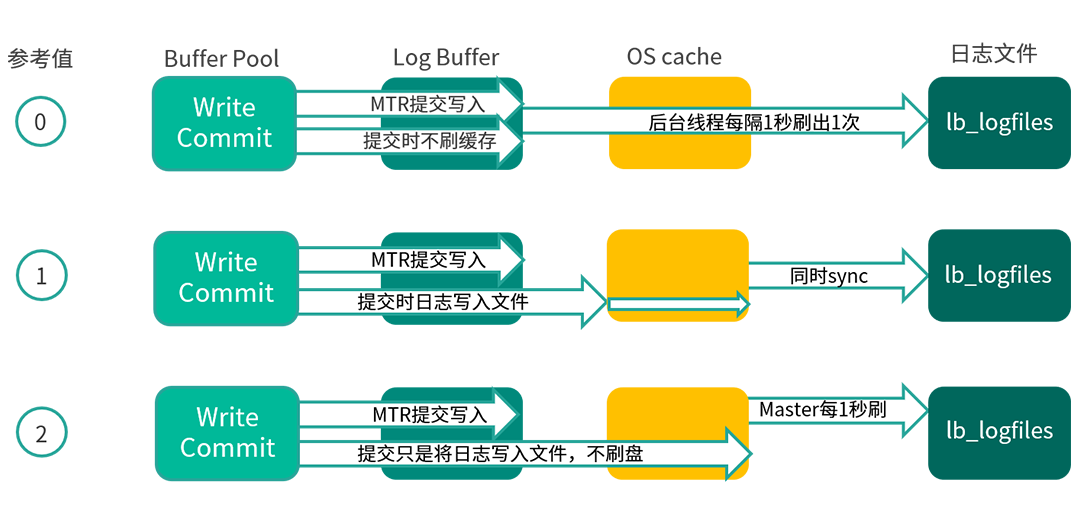 参考值
Buffer Pool
Log Buffer
OS cache
日志文件
0
Write
Commit
MTR提交写入
提交时不刷缓存
后台线程每隔1秒刷出1次
lb_logfiles
1
Write
Commit
MTR提交写入
提交时日志写入文件
同时sync
lb_logfiles
2
Write
Commit
MTR提交写入
提交只是将日志写入文件，不刷盘
Master每1秒刷
lb_logfiles